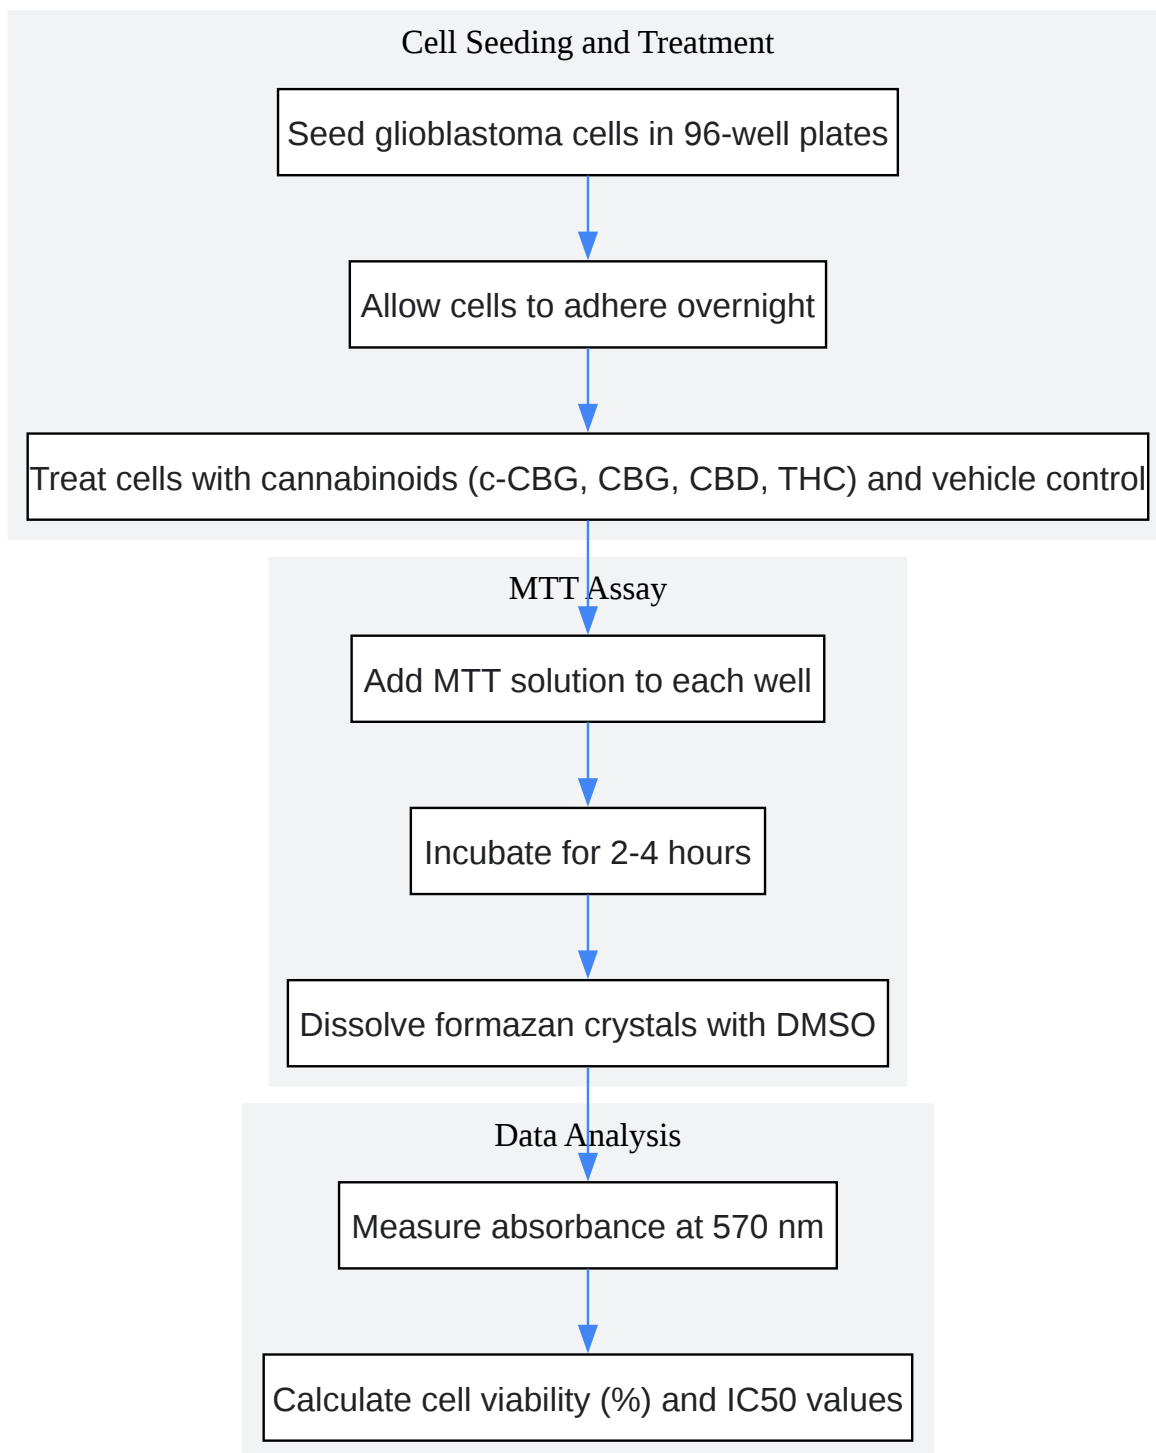 Cell Seeding and Treatment
Seed glioblastoma cells in 96-well plates
Allow cells to adhere overnight
Treat cells with cannabinoids (c-CBG, CBG, CBD, THC) and vehicle control
MTT Assay
Add MTT solution to each well
Incubate for 2-4 hours
Dissolve formazan crystals with DMSO
Data Analysis
Measure absorbance at 570 nm
Calculate cell viability (%) and IC50 values